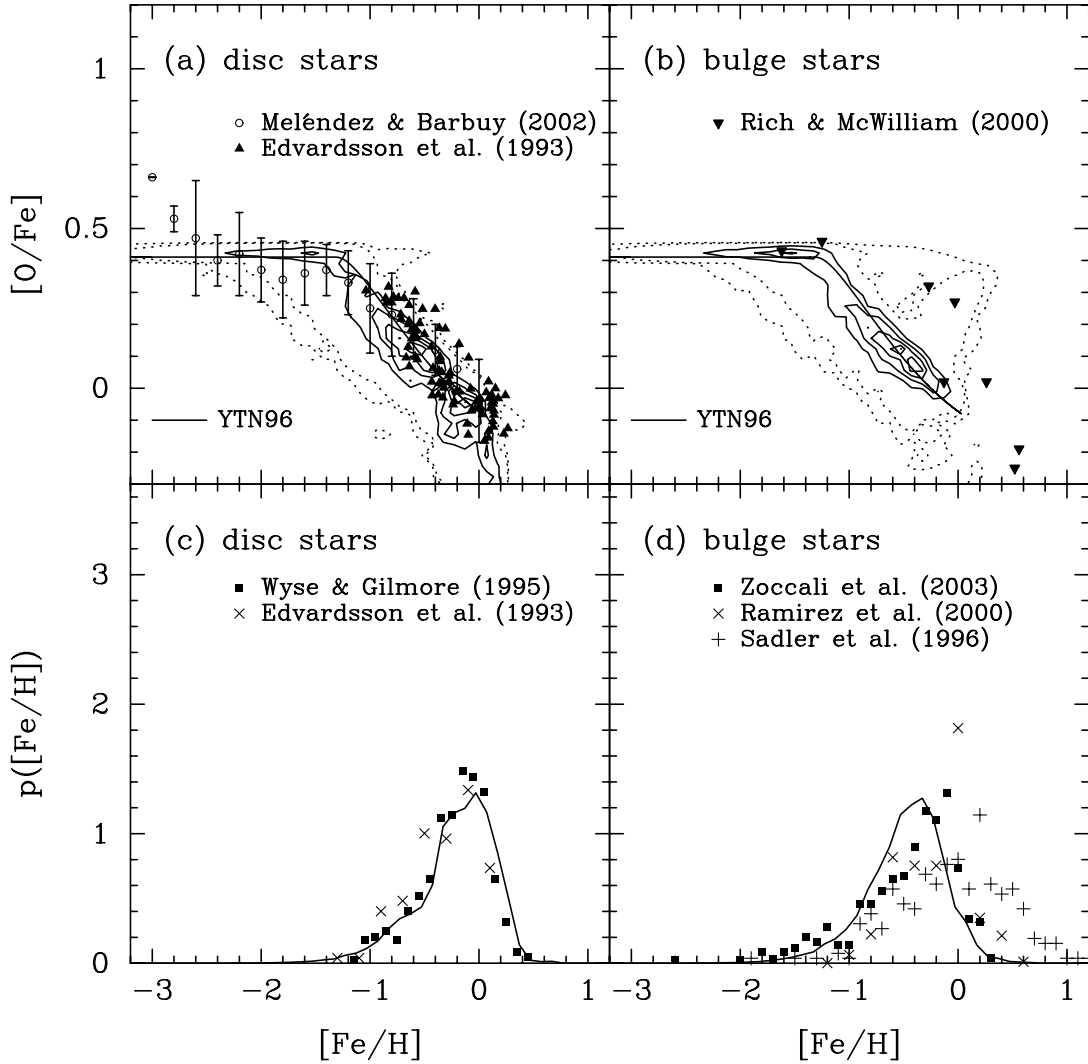 (a) disc stars
Meléndez & Barbuy (2002)
Edvardsson et al. (1993)
YTN96
(b) bulge stars
Rich & McWilliam (2000)
YTN96
[O/Fe]
1
0.5
0
(c) disc stars
Wyse & Gilmore (1995)
Edvardsson et al. (1993)
(d) bulge stars
Zoccali et al. (2003)
Ramirez et al. (2000)
Sadler et al. (1996)
p([Fe/H])
3
2
1
0
−3 −2 −1 0
−3 −2 −1 0 1
[Fe/H]
[Fe/H]